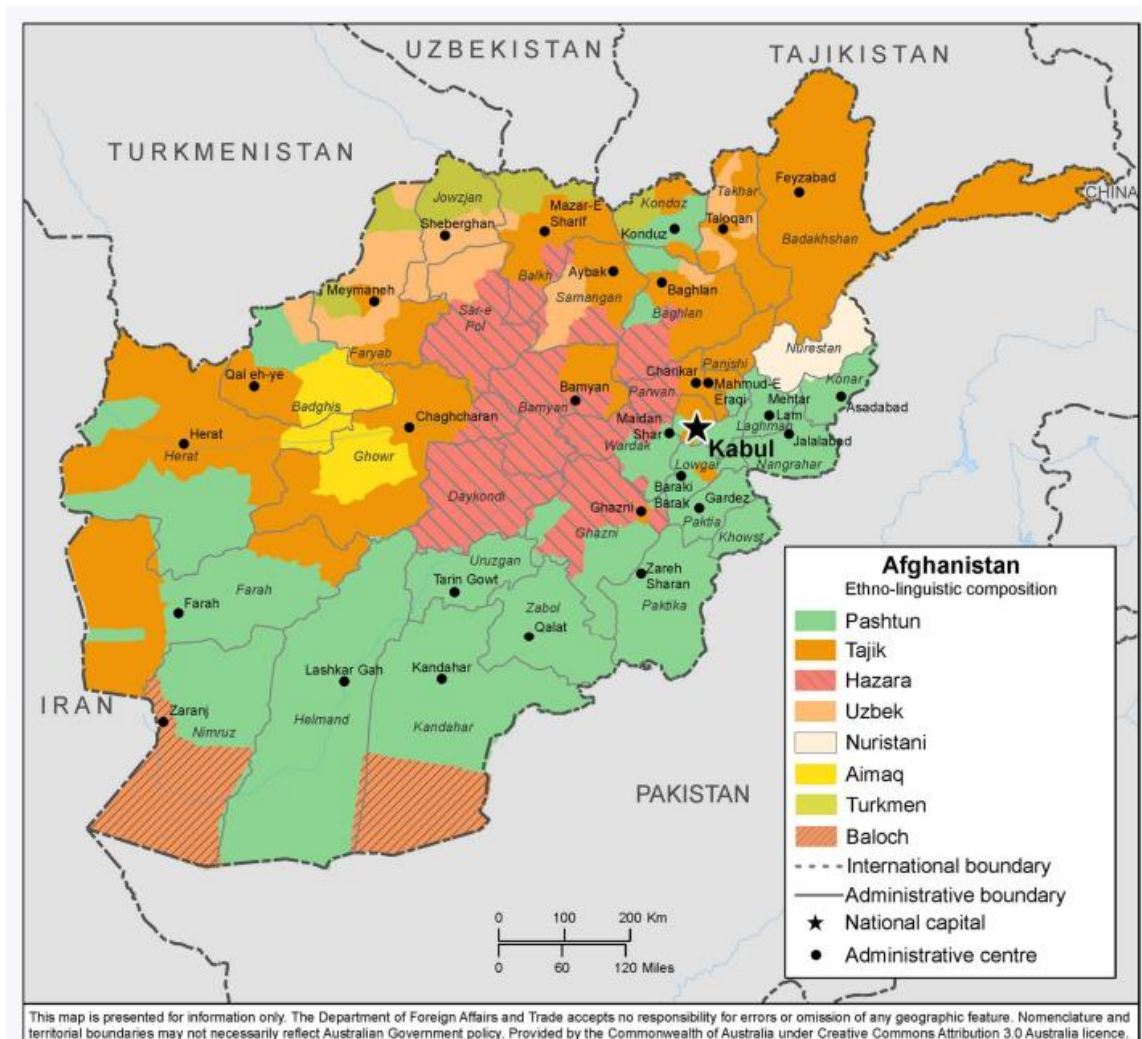 UZBEKISTAN
TAJIKISTAN
TURKMENISTAN
CHINA
Jowzjan
Sheberghan
Mazar-E
Sharif
Kondoz
Konduz
Takhar
Taloqan
Feyzabad
Badakhshan
Balkh
Aybak
Samangan
Baghlan
Baghlan
Meymaneh
Sar-e
Pol
Faryab
Nurestan
Qal eh-ye
Badghis
Chaghcharan
Bamyan
Bamyan
Parwan
Panjshi
Charikar
Mahmud-E
Eraqi
Mehtar
Lam
Konar
Asadabad
Herat
Herat
Ghowr
Maidan
Shar
Wardak
Kabul
Laghman
Jalalabad
Nangrahar
Lowgar
Baraki
Barak
Daykondi
Ghazni
Ghazni
Gardez
Paktia
Khowst
Uruzgan
Tarin Gowt
Zareh
Sharan
Paktika
Farah
Farah
Zabol
Qalat
Lashkar Gah
Kandahar
IRAN
Zaranj
Nimruz
Helmand
Kandahar
PAKISTAN
Afghanistan
Ethno-linguistic composition
Pashtun
Tajik
Hazara
Uzbek
Nuristani
Aimaq
Turkmen
Baloch
International boundary
Administrative boundary
National capital
Administrative centre
0 100 200 Km
0 60 120 Miles
This map is presented for information only. The Department of Foreign Affairs and Trade accepts no responsibility for errors or omission of any geographic feature. Nomenclature and
territorial boundaries may not necessarily reflect Australian Government policy. Provided by the Commonwealth of Australia under Creative Commons Attribution 3.0 Australia licence.